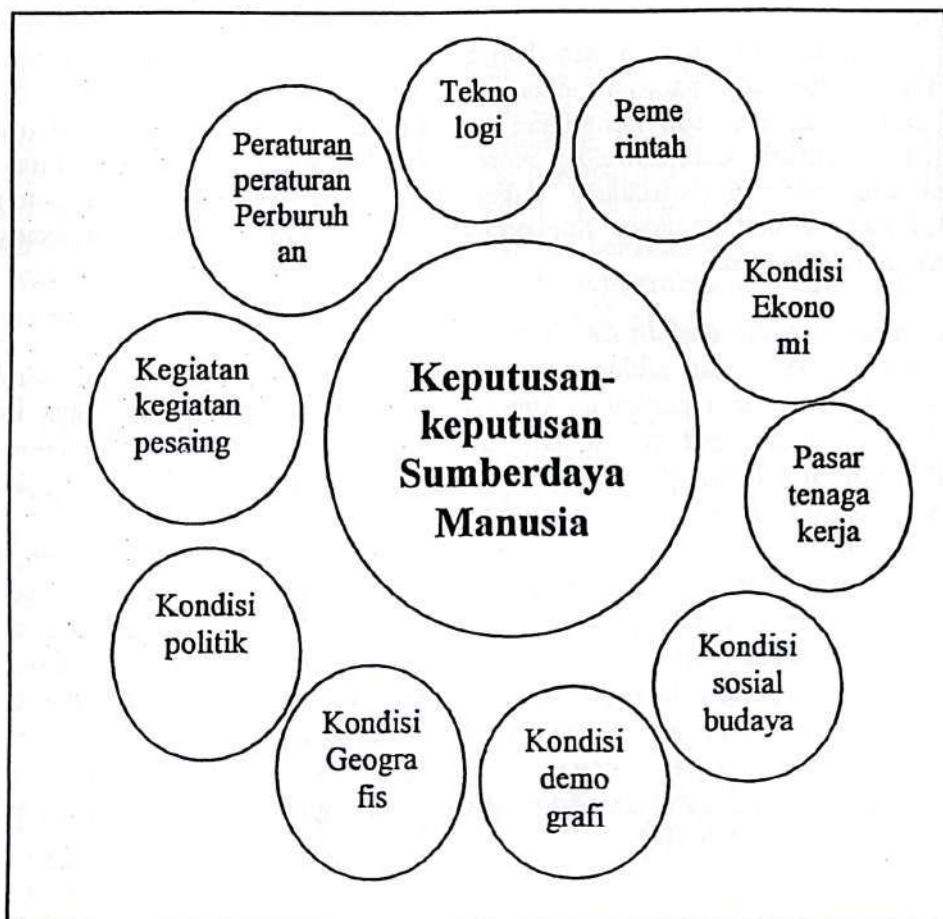 Tekno
logi
Peme
rintah
Kondisi
Ekono
mi
Pasar
tenaga
kerja
Kondisi
sosial
budaya
Kondisi
demo
grafi
Kondisi
Geogra
fis
Kondisi
politik
Kegiatan
kegiatan
pesaing
Peraturan
peraturan
Perburuh
an
Keputusan-
keputusan
Sumberdaya
Manusia